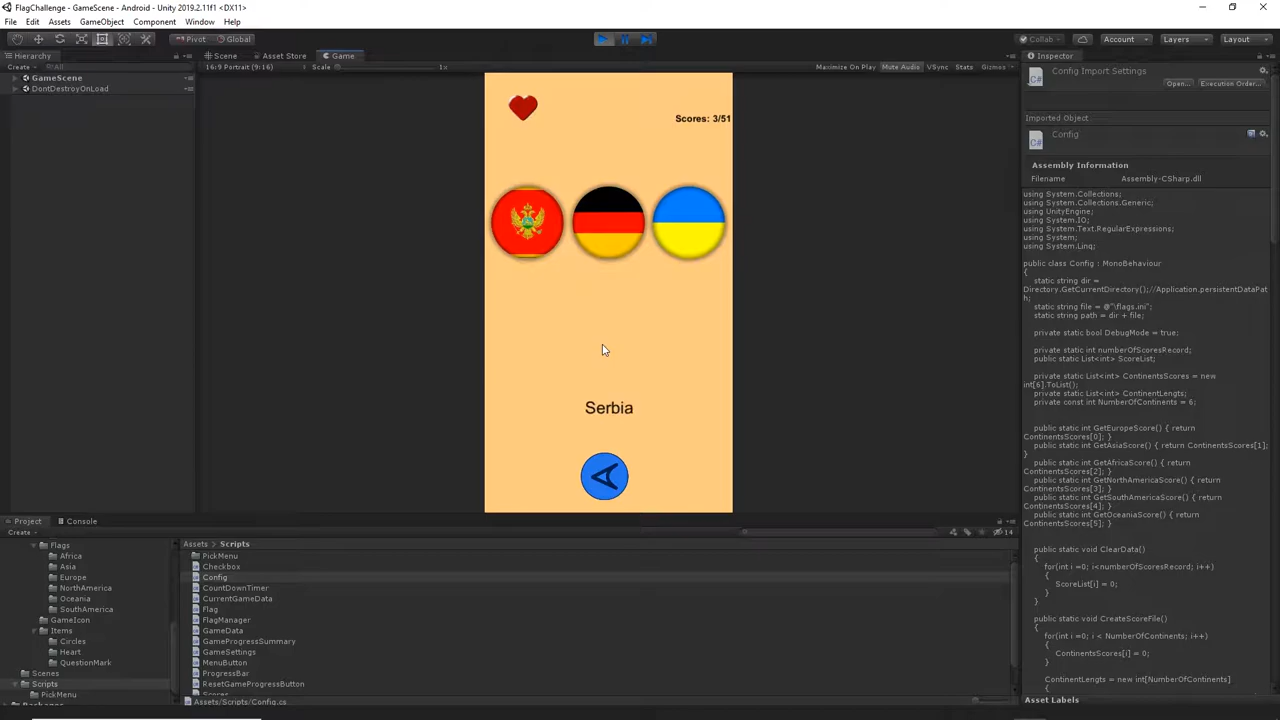 FlagChallenge - GameScene - Android - Unity 2019.2.11f1 <DX11>
File Edit Assets GameObject Component Window Help
Pivot Global Collab Account Layers Layout
Hierarchy Scene Asset Store Game Inspector
Create All 16:9 Portrait (9:16) Scale 1x Maximize On Play Mute Audio VSync Stats Gizmos
GameScene
DontDestroyOnLoad
Scores: 3/51
Serbia
Config Import Settings
Open... Execution Order...
Imported Object
Config
Assembly Information
Filename Assembly-CSharp.dll
using System.Collections;
using System.Collections.Generic;
using UnityEngine;
using System.IO;
using System.Text.RegularExpressions;
using System;
using System.Linq;
public class Config : MonoBehaviour
{
static string dir =
Directory.GetCurrentDirectory();//Application.persistentDataPat
h;
static string file = @"\flags.ini";
static string path = dir + file;
private static bool DebugMode = true;
private static int numberOfScoresRecord;
public static List<int> ScoreList;
private static List<int> ContinentsScores = new
int[6].ToList();
private static List<int> ContinentLengts;
private const int NumberOfContinents = 6;
public static int GetEuropeScore() { return
ContinentsScores[0]; }
public static int GetAsiaScore() { return ContinentsScores[1];
}
public static int GetAfricaScore() { return
ContinentsScores[2]; }
public static int GetNorthAmericaScore() { return
ContinentsScores[3]; }
public static int GetSouthAmericaScore() { return
ContinentsScores[4]; }
public static int GetOceaniaScore() { return
ContinentsScores[5]; }
public static void ClearData()
{
for(int i =0; i<numberOfScoresRecord; i++)
{
ScoreList[i] = 0;
}
}
public static void CreateScoreFile()
{
for(int i =0; i < NumberOfContinents; i++)
{
ContinentsScores[i] = 0;
}
ContinentLengts = new int[NumberOfContinents]
{
Asset Labels
Project Console
Create 14
Flags
Africa
Asia
Europe
NorthAmerica
Oceania
SouthAmerica
GameIcon
Items
Circles
Heart
QuestionMark
Scenes
Scripts
PickMenu
Packages
Assets > Scripts
PickMenu
Checkbox
Config
CountDownTimer
CurrentGameData
Flag
FlagManager
GameData
GameProgressSummary
GameSettings
MenuButton
ProgressBar
ResetGameProgressButton
Scores
Assets/Scripts/Config.cs